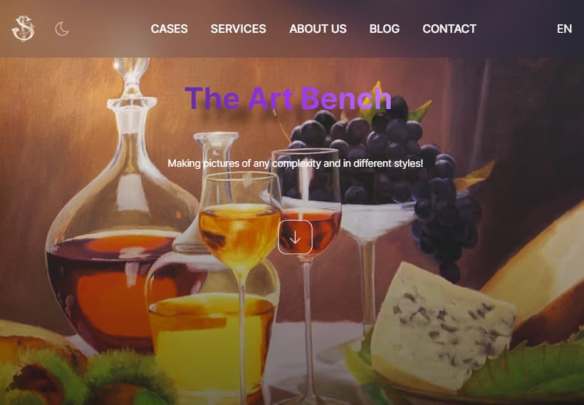 CASES SERVICES ABOUT US BLOG CONTACT EN
The Art Bench
Making pictures of any complexity and in different styles!